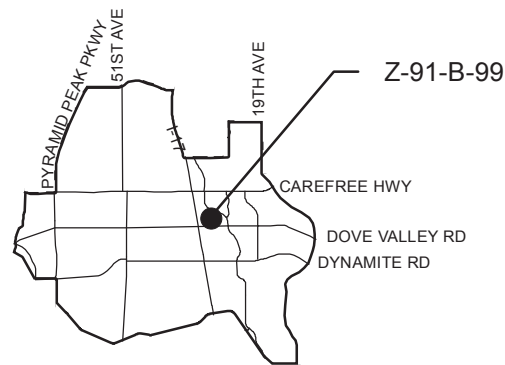 PYRAMID PEAK PKWY
51ST AVE
I-17
19TH AVE
Z-91-B-99
CAREFREE HWY
DOVE VALLEY RD
DYNAMITE RD